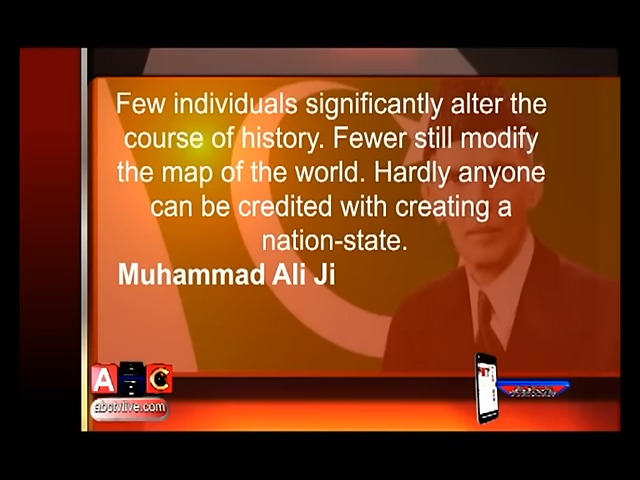 Few individuals significantly alter the
course of history. Fewer still modify
the map of the world. Hardly anyone
can be credited with creating a
nation-state.
Muhammad Ali Ji
A C
abctvlive.com